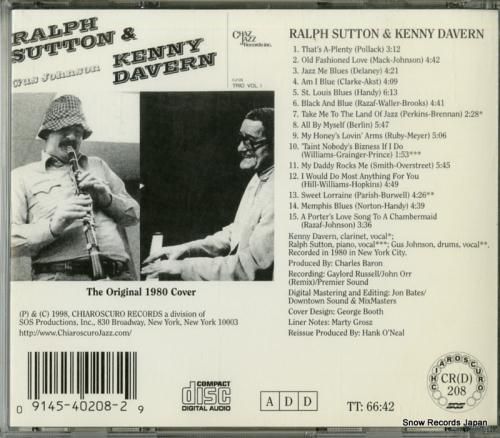 RALPH
SUTTON &
Gus Johnson
KENNY
DAVERN
CHAZ
JAZZ
Records inc.
TRIO VOL. 1
The Original 1980 Cover
(P) & (C) 1998, CHIAROSCURO RECORDS a division of
SOS Productions, Inc., 830 Broadway, New York, New York 10003
http://www.ChiaroscuroJazz.com/
0 9145-40208-2 9
COMPACT
disc
DIGITAL AUDIO
A D D
RALPH SUTTON & KENNY DAVERN
1. That's A-Plenty (Pollack) 3:12
2. Old Fashioned Love (Mack-Johnson) 4:42
3. Jazz Me Blues (Delaney) 4:21
4. Am I Blue (Clarke-Akst) 4:09
5. St. Louis Blues (Handy) 6:13
6. Black And Blue (Razaf-Waller-Brooks) 4:41
7. Take Me To The Land Of Jazz (Perkins-Brennan) 2:28*
8. All By Myself (Berlin) 5:47
9. My Honey's Lovin' Arms (Ruby-Meyer) 5:06
10. 'Taint Nobody's Bizness If I Do
(Williams-Grainger-Prince) 1:53***
11. My Daddy Rocks Me (Smith-Overstreet) 5:45
12. I Would Do Most Anything For You
(Hill-Williams-Hopkins) 4:49
13. Sweet Lorraine (Parish-Burwell) 4:26**
14. Memphis Blues (Norton-Handy) 4:39
15. A Porter's Love Song To A Chambermaid
(Razaf-Johnson) 3:36
Kenny Davern, clarinet, vocal*;
Ralph Sutton, piano, vocal***; Gus Johnson, drums, vocal**.
Recorded in 1980 in New York City.
Produced By: Charles Baron
Recording: Gaylord Russell/John Orr
(Remix)/Premier Sound
Digital Mastering and Editing: Jon Bates/
Downtown Sound & MixMasters
Cover Design: George Booth
Liner Notes: Marty Grosz
Reissue Produced By: Hank O'Neal
TT: 66:42
CHIAROSCURO
CR(D)
208
SOS
Snow Records Japan
www.snowrecords.jp